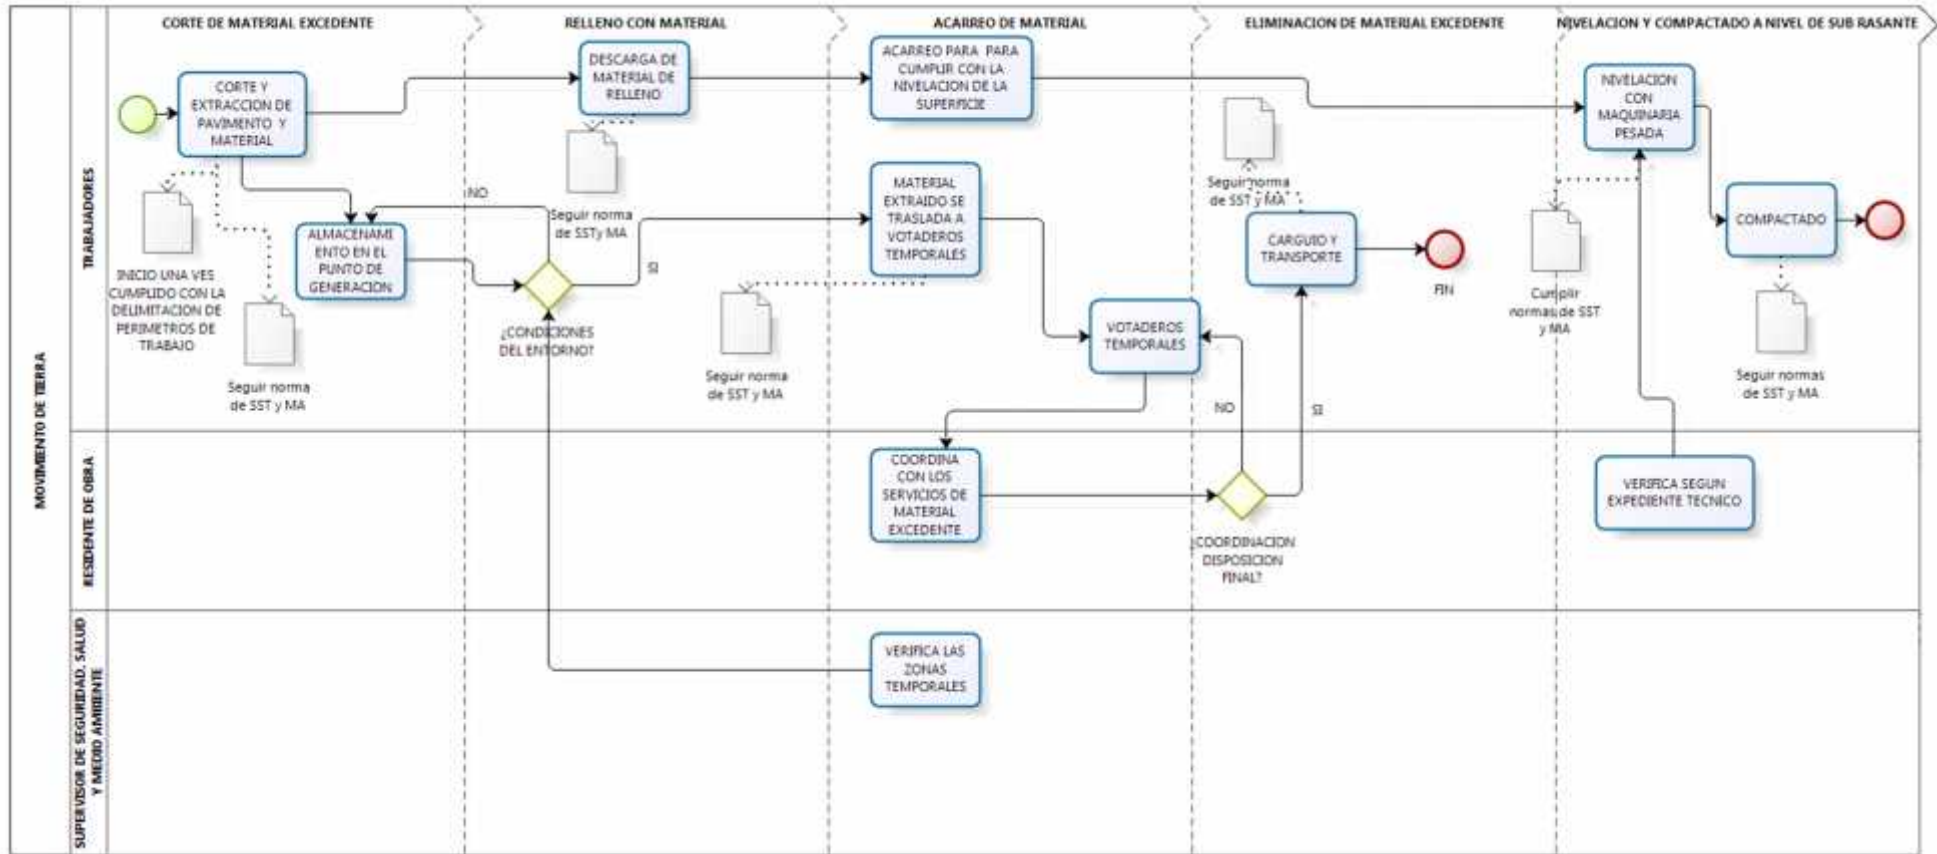 CORTE DE MATERIAL EXCEDENTE
RELLENO CON MATERIAL
ACARREO DE MATERIAL
ELIMINACION DE MATERIAL EXCEDENTE
NIVELACION Y COMPACTADO A NIVEL DE SUB RASANTE
MOVIMIENTO DE TIERRA
TRABAJADORES
CORTE Y
EXTRACCION DE
PAVIMENTO Y
MATERIAL
DESCARGA DE
MATERIAL DE
RELLENO
ACARREO PARA PARA
CUMPLIR CON LA
NIVELACION DE LA
SUPERFICIE
NIVELACION
CON
MAQUINARIA
PESADA
INICIO UNA VES
CUMPLIDO CON LA
DELIMITACION DE
PERIMETROS DE
TRABAJO
Seguir norma
de SST y MA
ALMACENAMI
ENTO EN EL
PUNTO DE
GENERACION
NO
SI
¿CONDICIONES
DEL ENTORNO?
Seguir norma
de SSTy MA
MATERIAL
EXTRAIDO SE
TRASLADA A
VOTADEROS
TEMPORALES
Seguir norma
de SST y MA
VOTADEROS
TEMPORALES
Seguir norma
de SST y MA
CARGUIO Y
TRANSPORTE
FIN
NO
SI
Cumplir
normas de SST
y MA
COMPACTADO
Seguir normas
de SST y MA
RESIDENTE DE OBRA
COORDINA
CON LOS
SERVICIOS DE
MATERIAL
EXCEDENTE
¿COORDINACION
DISPOSICION
FINAL?
VERIFICA SEGUN
EXPEDIENTE TECNICO
SUPERVISOR DE SEGURIDAD, SALUD
Y MEDIO AMBIENTE
VERIFICA LAS
ZONAS
TEMPORALES